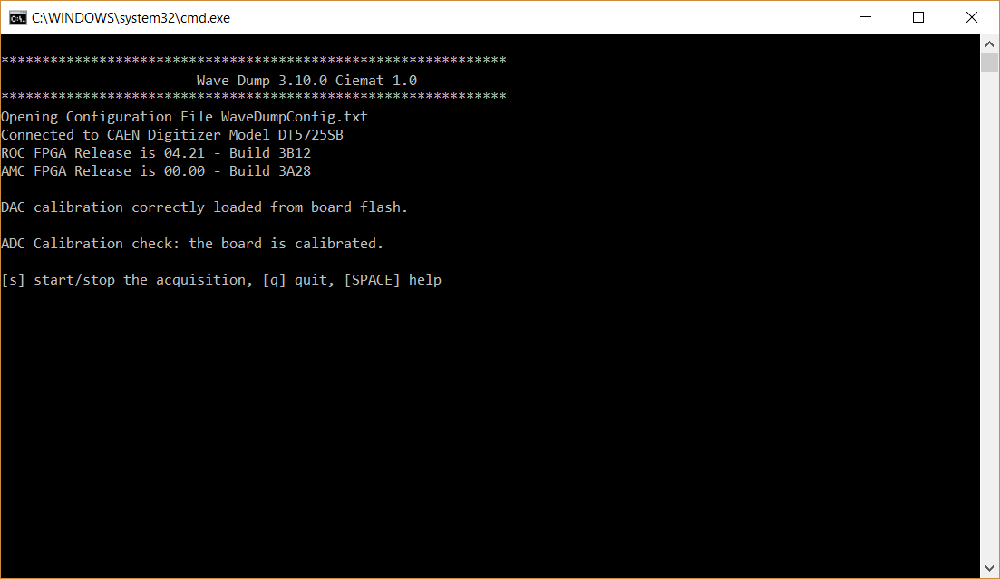 C:\WINDOWS\system32\cmd.exe
**************************************************************
Wave Dump 3.10.0 Ciemat 1.0
**************************************************************
Opening Configuration File WaveDumpConfig.txt
Connected to CAEN Digitizer Model DT5725SB
ROC FPGA Release is 04.21 - Build 3B12
AMC FPGA Release is 00.00 - Build 3A28
DAC calibration correctly loaded from board flash.
ADC Calibration check: the board is calibrated.
[s] start/stop the acquisition, [q] quit, [SPACE] help